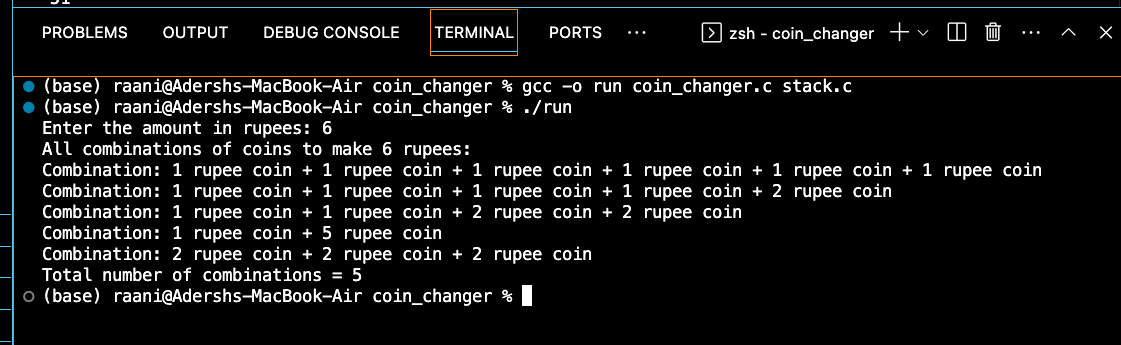 PROBLEMS OUTPUT DEBUG CONSOLE TERMINAL PORTS ... zsh - coin_changer
(base) raani@Adershs-MacBook-Air coin_changer % gcc -o run coin_changer.c stack.c
(base) raani@Adershs-MacBook-Air coin_changer % ./run
Enter the amount in rupees: 6
All combinations of coins to make 6 rupees:
Combination: 1 rupee coin + 1 rupee coin + 1 rupee coin + 1 rupee coin + 1 rupee coin + 1 rupee coin
Combination: 1 rupee coin + 1 rupee coin + 1 rupee coin + 1 rupee coin + 2 rupee coin
Combination: 1 rupee coin + 1 rupee coin + 2 rupee coin + 2 rupee coin
Combination: 1 rupee coin + 5 rupee coin
Combination: 2 rupee coin + 2 rupee coin + 2 rupee coin
Total number of combinations = 5
(base) raani@Adershs-MacBook-Air coin_changer %